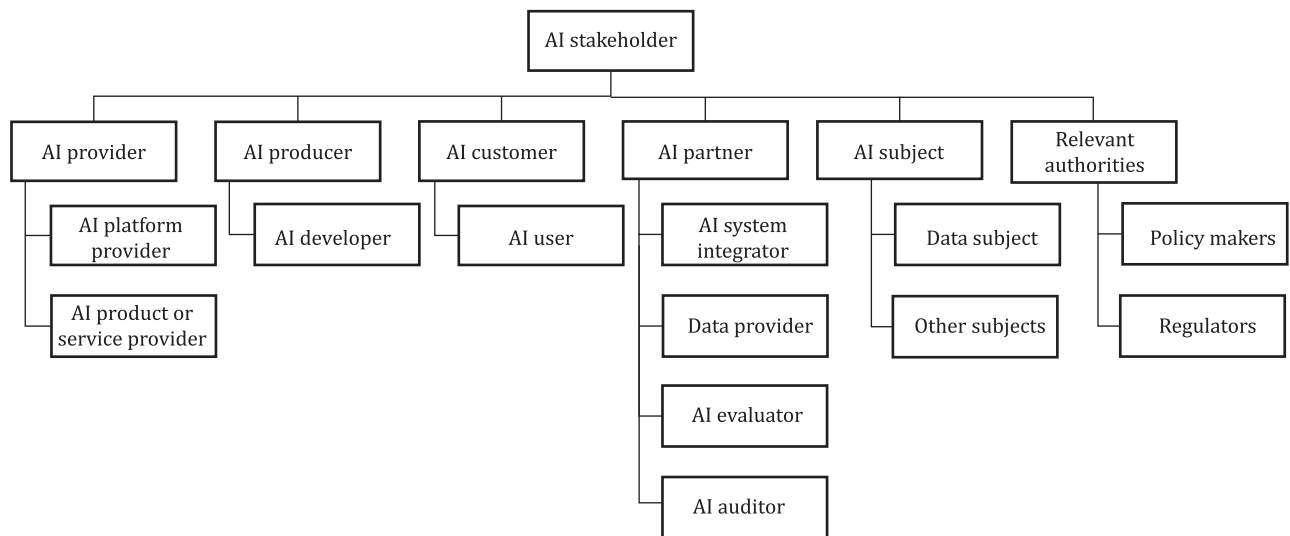 AI stakeholder
AI provider
AI producer
AI customer
AI partner
AI subject
Relevant
authorities
AI platform
provider
AI developer
AI user
AI system
integrator
Data subject
Policy makers
AI product or
service provider
Data provider
Other subjects
Regulators
AI evaluator
AI auditor